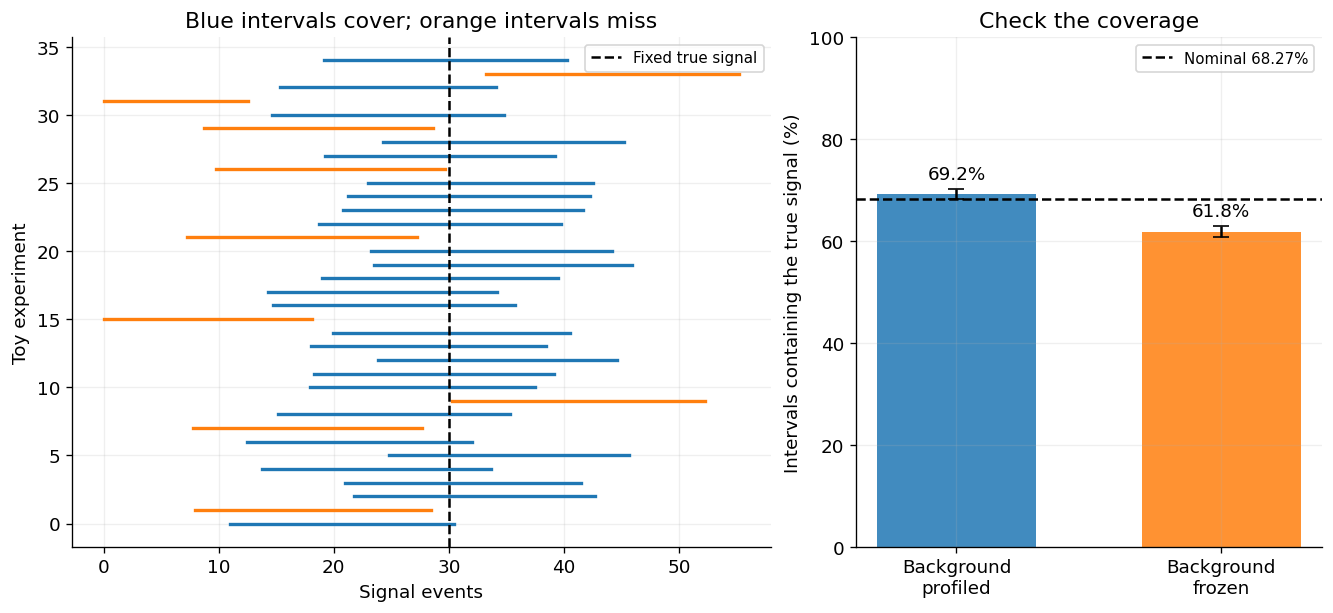 Blue intervals cover; orange intervals miss
Fixed true signal
35
30
25
20
15
10
5
0
Toy experiment
0 10 20 30 40 50
Signal events
Check the coverage
Nominal 68.27%
100
80
60
40
20
0
Intervals containing the true signal (%)
69.2%
61.8%
Background
profiled
Background
frozen